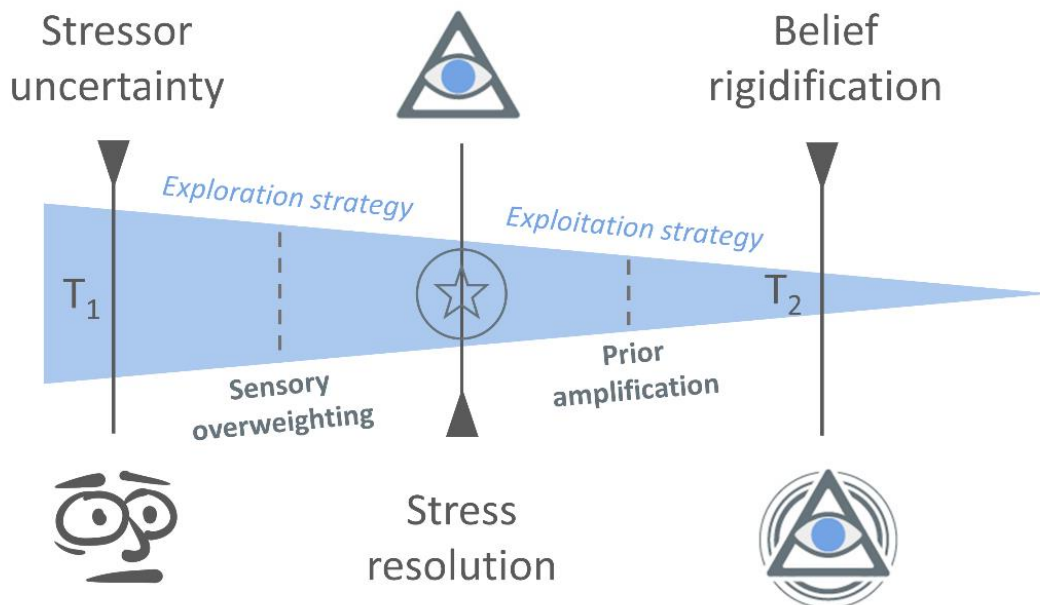 Stressor
uncertainty
Belief
rigidification
Exploration strategy
Exploitation strategy
T₁
T₂
Sensory
overweighting
Prior
amplification
Stress
resolution